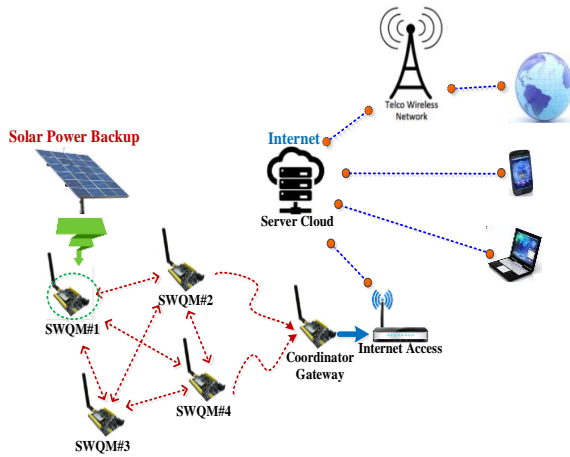 Telco Wireless
Network
Solar Power Backup
Internet
Server Cloud
SWQM#1
SWQM#2
Coordinator
Gateway
Internet Access
SWQM#3
SWQM#4